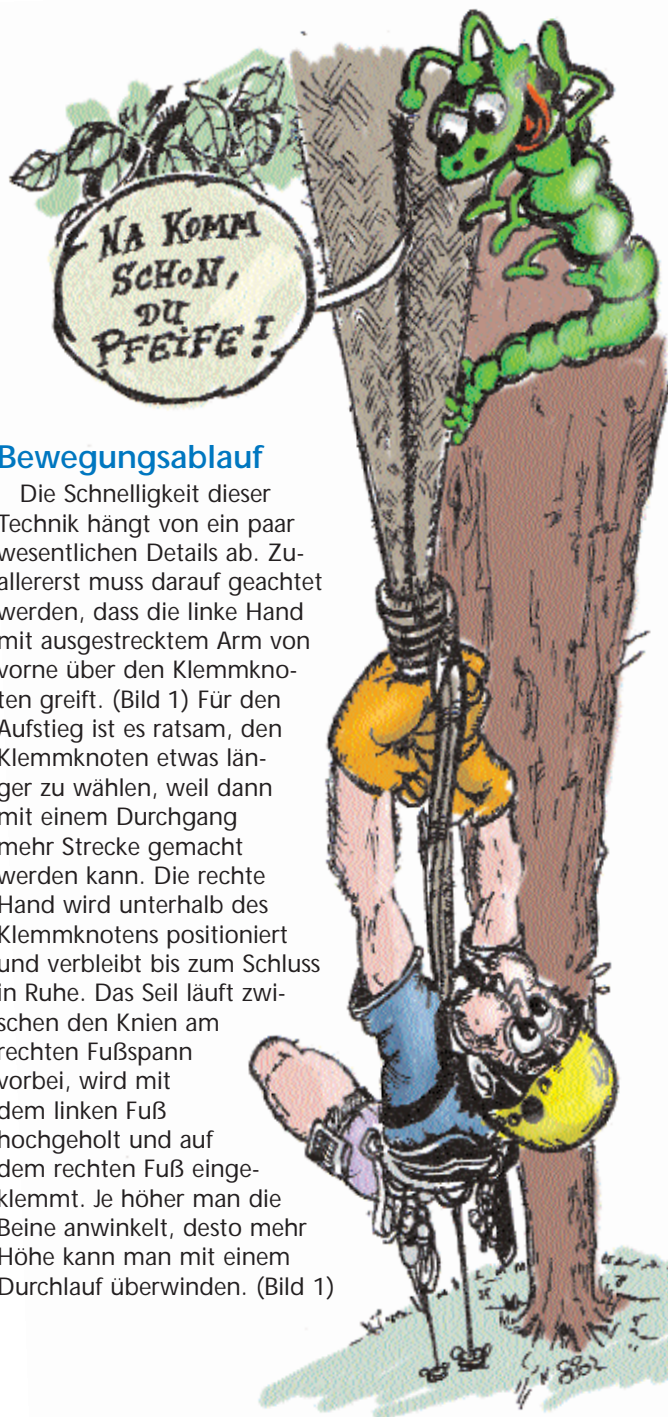 NA KOMM
SCHON,
DU
PFEIFE!
Bewegungsablauf
Die Schnelligkeit dieser
Technik hängt von ein paar
wesentlichen Details ab. Zu-
allererst muss darauf geachtet
werden, dass die linke Hand
mit ausgestrecktem Arm von
vorne über den Klemmkno-
ten greift. (Bild 1) Für den
Aufstieg ist es ratsam, den
Klemmknoten etwas län-
ger zu wählen, weil dann
mit einem Durchgang
mehr Strecke gemacht
werden kann. Die rechte
Hand wird unterhalb des
Klemmknotens positioniert
und verbleibt bis zum Schluss
in Ruhe. Das Seil läuft zwi-
schen den Knien am
rechten Fußspann
vorbei, wird mit
dem linken Fuß
hochgeholt und auf
dem rechten Fuß einge-
klemmt. Je höher man die
Beine anwinkelt, desto mehr
Höhe kann man mit einem
Durchlauf überwinden. (Bild 1)